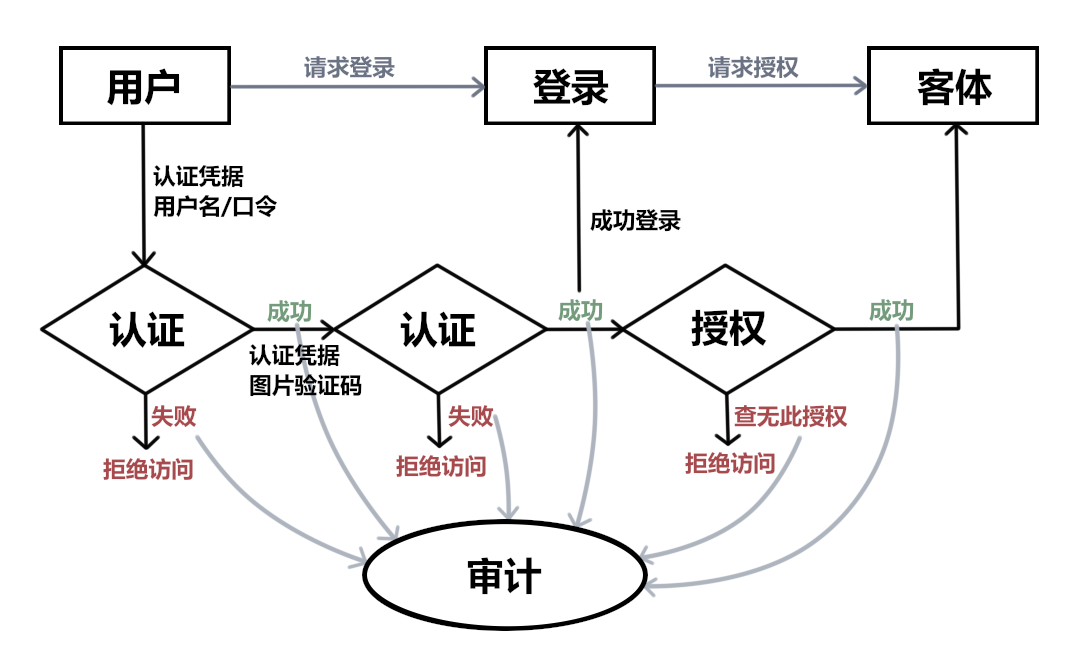 用户
请求登录
登录
请求授权
客体
认证凭据
用户名/口令
成功登录
认证
成功
认证凭据
图片验证码
认证
成功
授权
成功
失败
拒绝访问
失败
拒绝访问
查无此授权
拒绝访问
审计